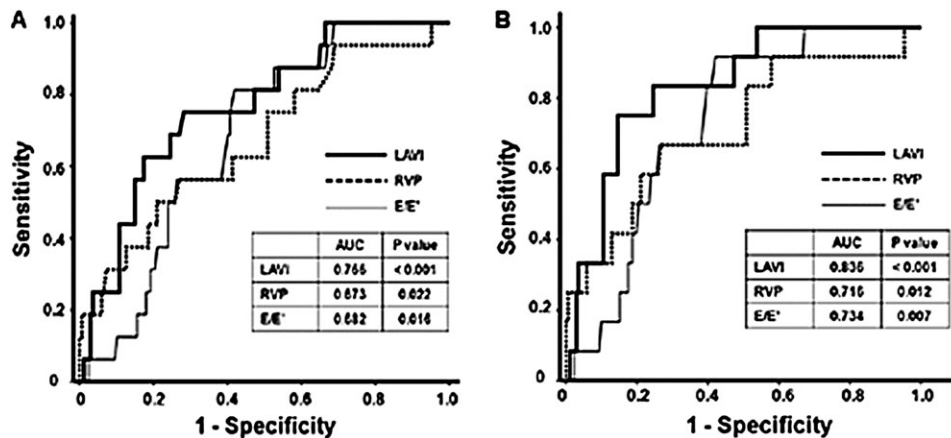 A
Sensitivity
1.0
0.8
0.6
0.4
0.2
0
0 0.2 0.4 0.6 0.8 1.0
1 - Specificity
LAVI
RVP
E/E'
AUC P value
LAVI 0.766 < 0.001
RVP 0.673 0.022
E/E' 0.682 0.016
B
Sensitivity
1.0
0.8
0.6
0.4
0.2
0
0 0.2 0.4 0.6 0.8 1.0
1 - Specificity
LAVI
RVP
E/E'
AUC P value
LAVI 0.836 < 0.001
RVP 0.716 0.012
E/E' 0.734 0.007